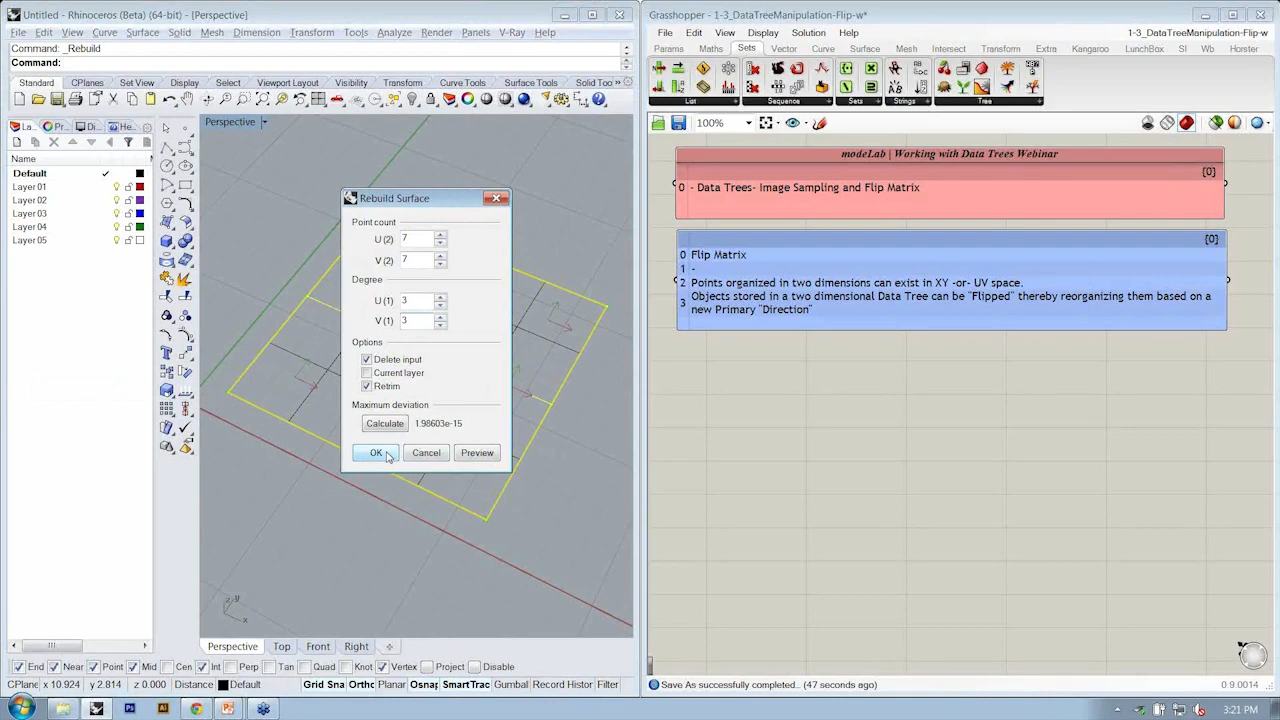 Untitled - Rhinoceros (Beta) (64-bit) - [Perspective]
File Edit View Curve Surface Solid Mesh Dimension Transform Tools Analyze Render Panels V-Ray Help
Command: _Rebuild
Command:
Standard CPlanes Set View Display Select Viewport Layout Visibility Transform Curve Tools Surface Tools Solid Too »
La... Pr... Di... He...
Name
Default
Layer 01
Layer 02
Layer 03
Layer 04
Layer 05
Perspective
Rebuild Surface
Point count
U (2) 7
V (2) 7
Degree
U (1) 3
V (1) 3
Options
Delete input
Current layer
Retrim
Maximum deviation
Calculate 1.98603e-15
OK Cancel Preview
z y
x
Perspective Top Front Right
End Near Point Mid Cen Int Perp Tan Quad Knot Vertex Project Disable
CPlane x 10.924 y 2.814 z 0.000 Distance Default Grid Sna Ortho Planar Osnap SmartTrac Gumbal Record Histor Filter
Grasshopper - 1-3_DataTreeManipulation-Flip-w*
File Edit View Display Solution Help 1-3_DataTreeManipulation-Flip-w
Params Maths Sets Vector Curve Surface Mesh Intersect Transform Extra Kangaroo LunchBox SI Wb Horster
List Sequence Sets Strings Tree
100%
modeLab | Working with Data Trees Webinar
{0}
0 - Data Trees- Image Sampling and Flip Matrix
{0}
0 Flip Matrix
1 -
2 Points organized in two dimensions can exist in XY -or- UV space.
3 Objects stored in a two dimensional Data Tree can be "Flipped" thereby reorganizing them based on a
new Primary "Direction"
Save As successfully completed... (47 seconds ago) 0.9.0014
3:21 PM